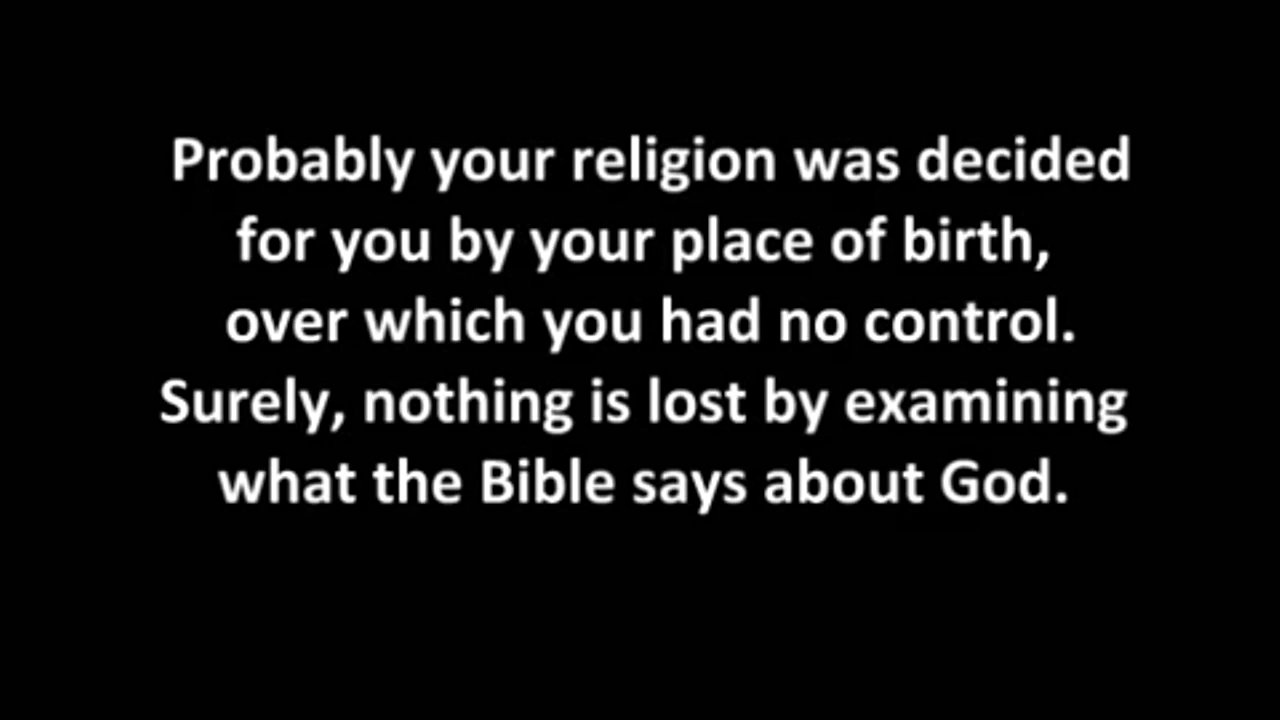 Probably your religion was decided
for you by your place of birth,
over which you had no control.
Surely, nothing is lost by examining
what the Bible says about God.